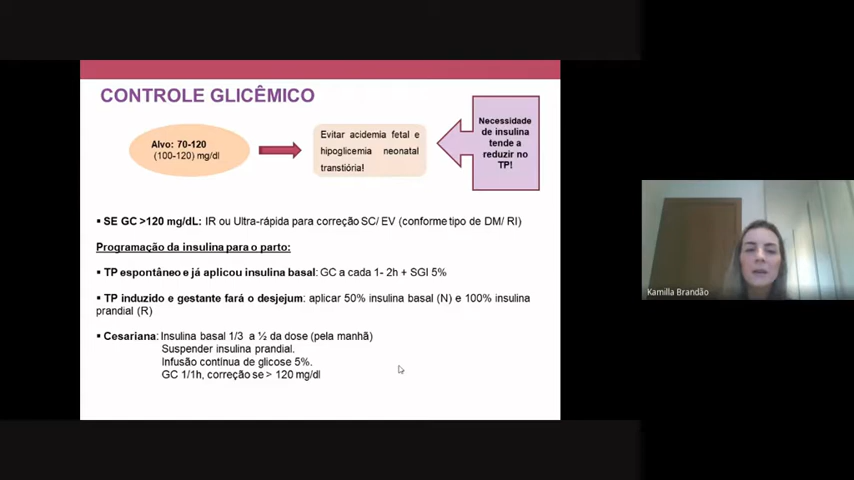 CONTROLE GLICÊMICO
Alvo: 70-120
(100-120) mg/dl
Evitar acidemia fetal e
hipoglicemia neonatal
transtióría!
Necessidade
de insulina
tende a
reduzir no
TP!
▪ SE GC >120 mg/dL: IR ou Ultra-rápida para correção SC/ EV (conforme tipo de DM/ RI)
Programação da insulina para o parto:
▪ TP espontâneo e já aplicou insulina basal: GC a cada 1- 2h + SGI 5%
▪ TP induzido e gestante fará o desjejum: aplicar 50% insulina basal (N) e 100% insulina
prandial (R)
▪ Cesariana: Insulina basal 1/3 a ½ da dose (pela manhã)
Suspender insulina prandial.
Infusão contínua de glicose 5%.
GC 1/1h, correção se > 120 mg/dl
Kamilla Brandão